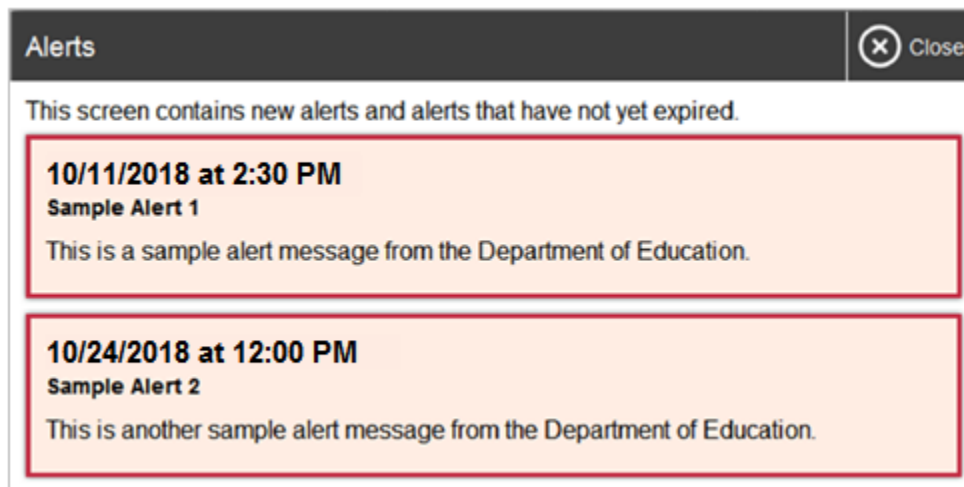 Alerts
Close
This screen contains new alerts and alerts that have not yet expired.
10/11/2018 at 2:30 PM
Sample Alert 1
This is a sample alert message from the Department of Education.
10/24/2018 at 12:00 PM
Sample Alert 2
This is another sample alert message from the Department of Education.